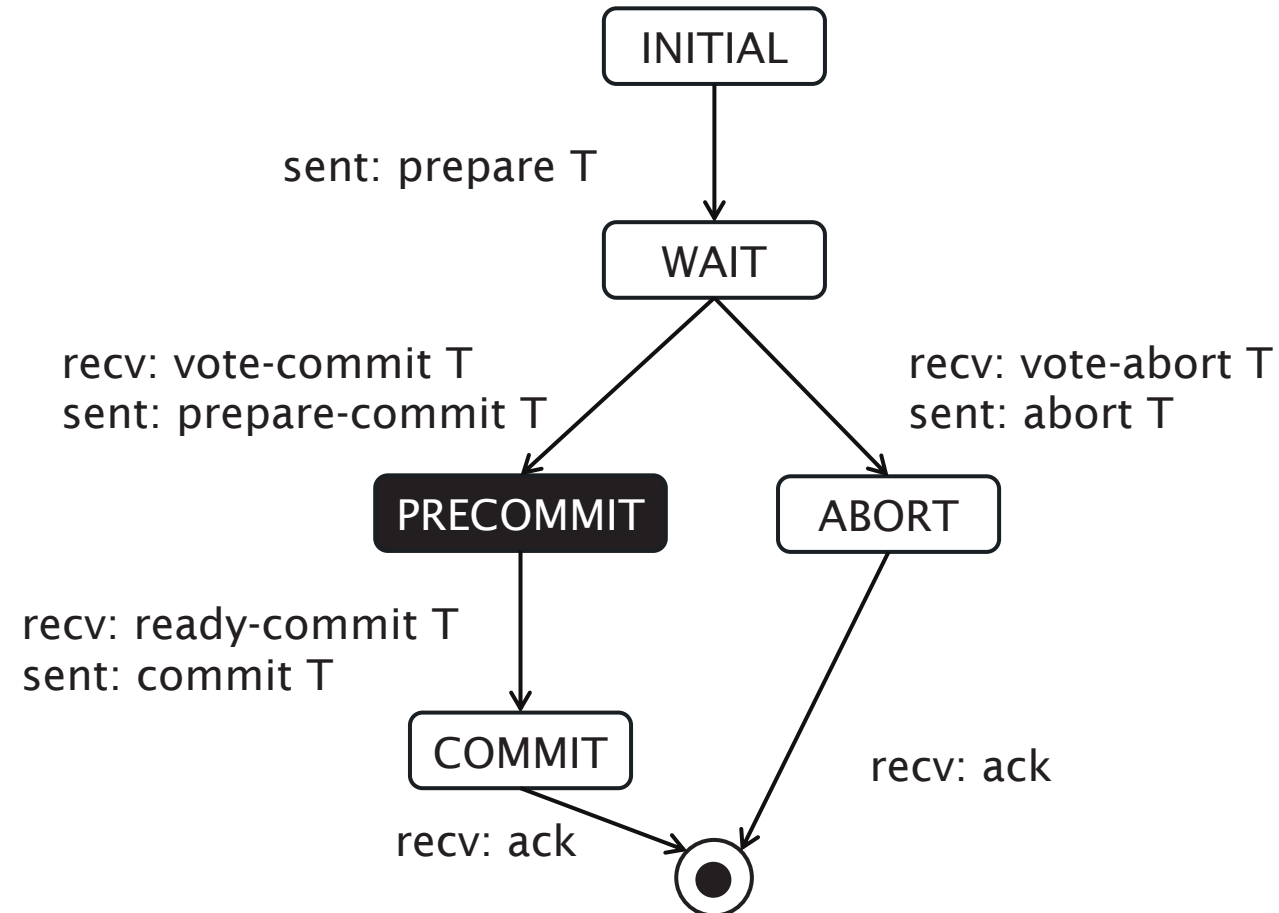 INITIAL
sent: prepare T
WAIT
recv: vote-commit T
sent: prepare-commit T
recv: vote-abort T
sent: abort T
PRECOMMIT
ABORT
recv: ready-commit T
sent: commit T
COMMIT
recv: ack
recv: ack